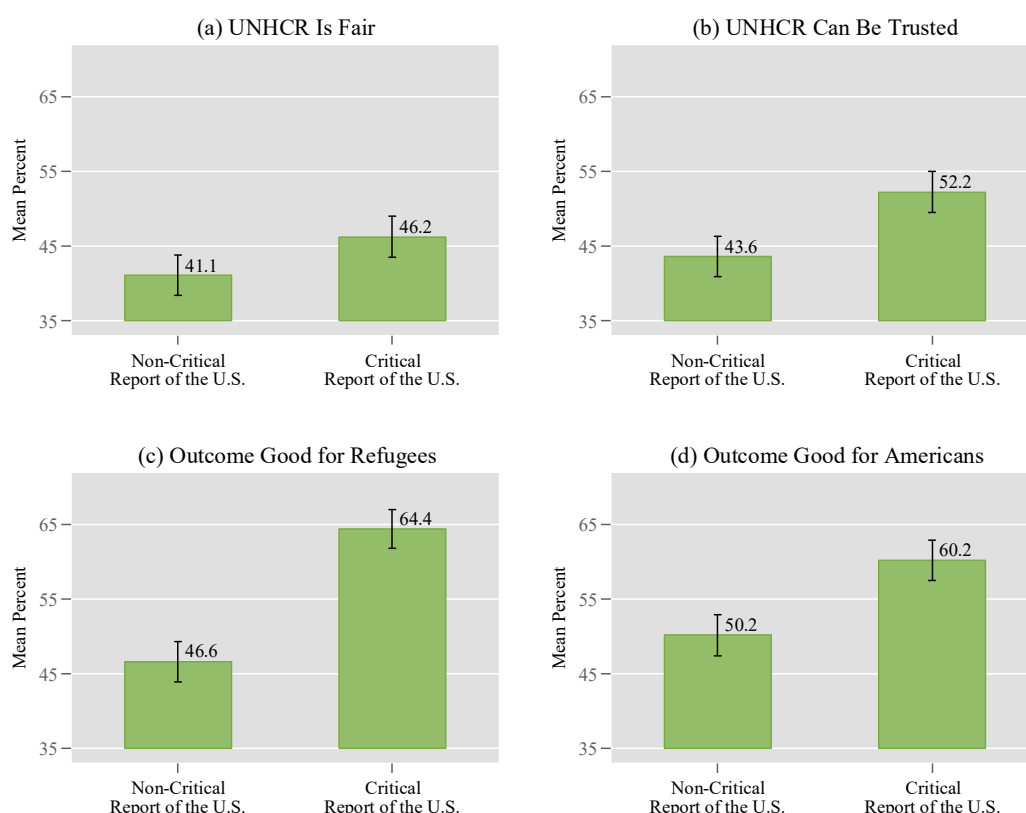 (a) UNHCR Is Fair
Mean Percent
65
55
45
35
41.1
46.2
Non-Critical
Report of the U.S.
Critical
Report of the U.S.
(b) UNHCR Can Be Trusted
Mean Percent
65
55
45
35
43.6
52.2
Non-Critical
Report of the U.S.
Critical
Report of the U.S.
(c) Outcome Good for Refugees
Mean Percent
65
55
45
35
46.6
64.4
Non-Critical
Report of the U.S.
Critical
Report of the U.S.
(d) Outcome Good for Americans
Mean Percent
65
55
45
35
50.2
60.2
Non-Critical
Report of the U.S.
Critical
Report of the U.S.